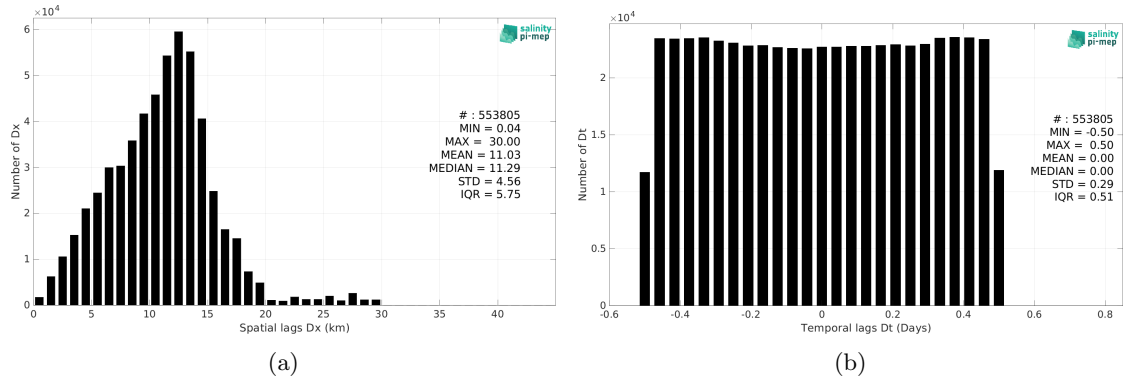 ×10^4
6
5
4
3
2
1
0
Number of Dx
0 5 10 15 20 25 30 35 40
Spatial lags Dx (km)
salinity
pi-mep
# : 553805
MIN = 0.04
MAX = 30.00
MEAN = 11.03
MEDIAN = 11.29
STD = 4.56
IQR = 5.75
(a)
×10^4
2
1.5
1
0.5
0
Number of Dt
-0.6 -0.4 -0.2 0 0.2 0.4 0.6 0.8
Temporal lags Dt (Days)
salinity
pi-mep
# : 553805
MIN = -0.50
MAX = 0.50
MEAN = 0.00
MEDIAN = 0.00
STD = 0.29
IQR = 0.51
(b)